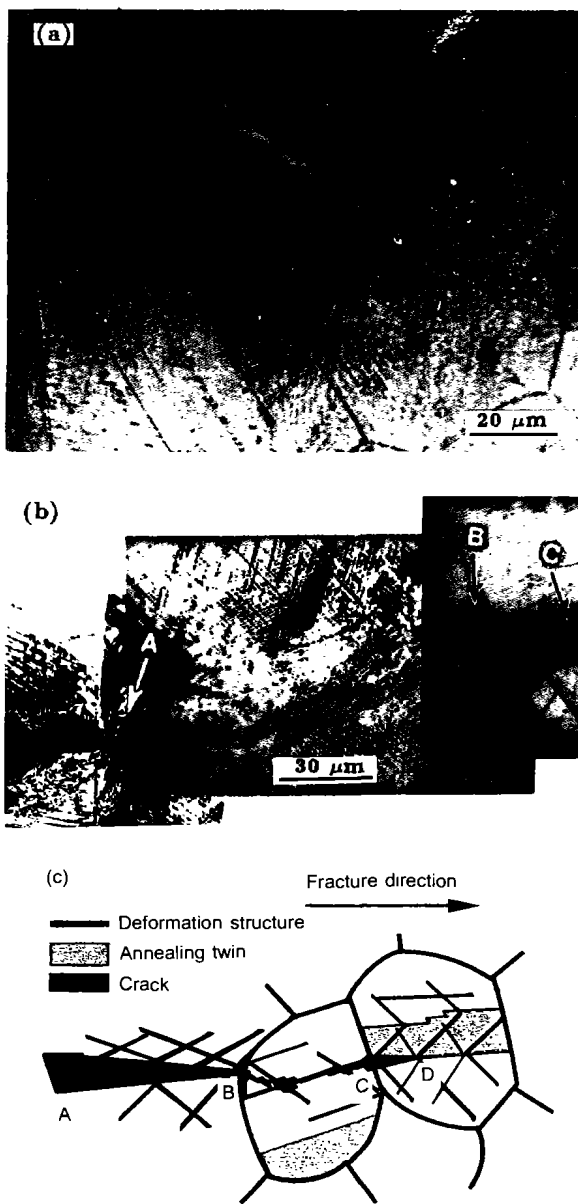 (a)
20 μm
(b)
A
B
C
30 μm
(c)
Fracture direction
Deformation structure
Annealing twin
Crack
A
B
C
D